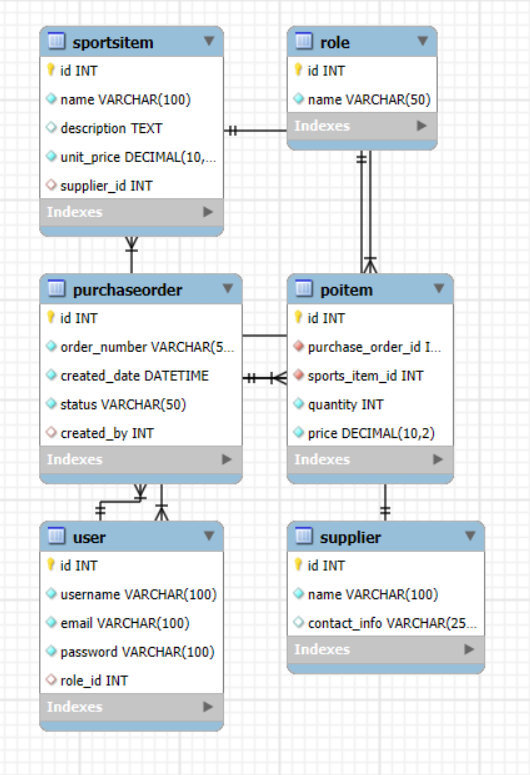 sportsitem
id INT
name VARCHAR(100)
description TEXT
unit_price DECIMAL(10,...
supplier_id INT
Indexes
role
id INT
name VARCHAR(50)
Indexes
purchaseorder
id INT
order_number VARCHAR(5...
created_date DATETIME
status VARCHAR(50)
created_by INT
Indexes
poitem
id INT
purchase_order_id I...
sports_item_id INT
quantity INT
price DECIMAL(10,2)
Indexes
user
id INT
username VARCHAR(100)
email VARCHAR(100)
password VARCHAR(100)
role_id INT
Indexes
supplier
id INT
name VARCHAR(100)
contact_info VARCHAR(25...
Indexes